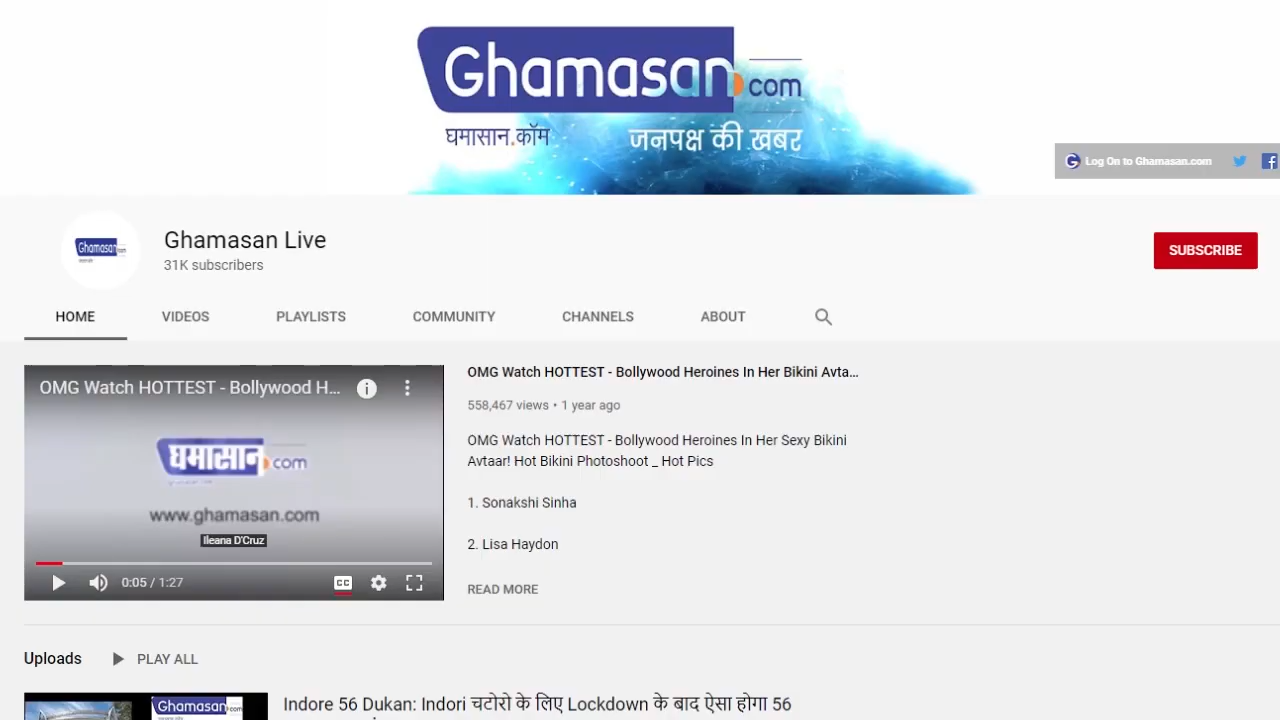 Ghamasan.com
घमासान.कॉम
जनपक्ष की खबर
Log On to Ghamasan.com
Ghamasan
Ghamasan Live
31K subscribers
SUBSCRIBE
HOME
VIDEOS
PLAYLISTS
COMMUNITY
CHANNELS
ABOUT
OMG Watch HOTTEST - Bollywood H...
घमासान.com
www.ghamasan.com
Ileana D'Cruz
0:05 / 1:27
CC
OMG Watch HOTTEST - Bollywood Heroines In Her Bikini Avta...
558,467 views • 1 year ago
OMG Watch HOTTEST - Bollywood Heroines In Her Sexy Bikini
Avtaar! Hot Bikini Photoshoot _ Hot Pics
1. Sonakshi Sinha
2. Lisa Haydon
READ MORE
Uploads
PLAY ALL
Ghamasan.com
Indore 56 Dukan: Indori चटोरो के लिए Lockdown के बाद ऐसा होगा 56